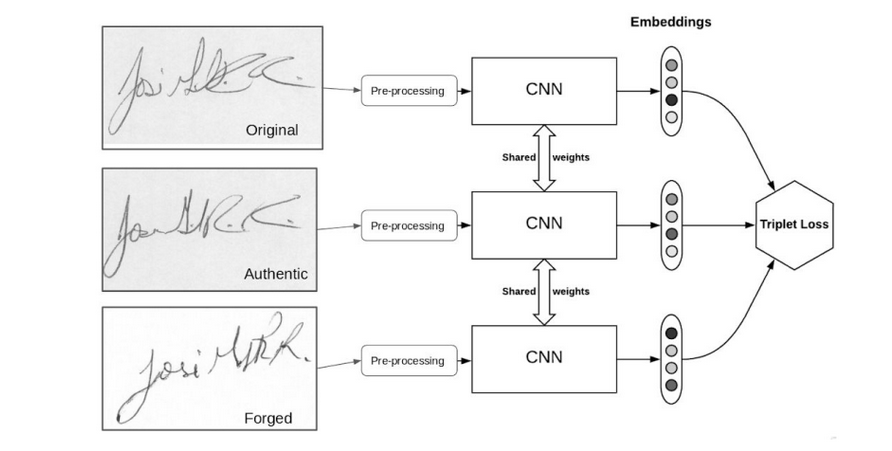 Embeddings
Original
Pre-processing
CNN
Shared weights
Authentic
Pre-processing
CNN
Triplet Loss
Shared weights
Forged
Pre-processing
CNN